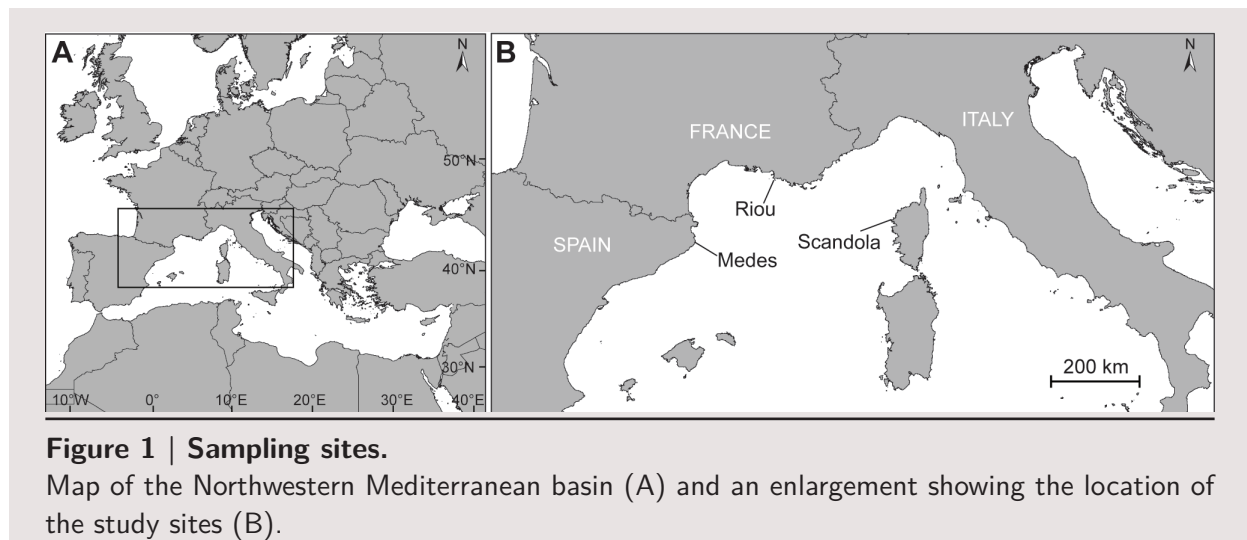 A
N
50°N
40°N
30°N
10°W 0° 10°E 20°E 30°E 40°E
B
N
FRANCE
ITALY
Riou
SPAIN
Scandola
Medes
200 km
Figure 1 | Sampling sites.
Map of the Northwestern Mediterranean basin (A) and an enlargement showing the location of
the study sites (B).